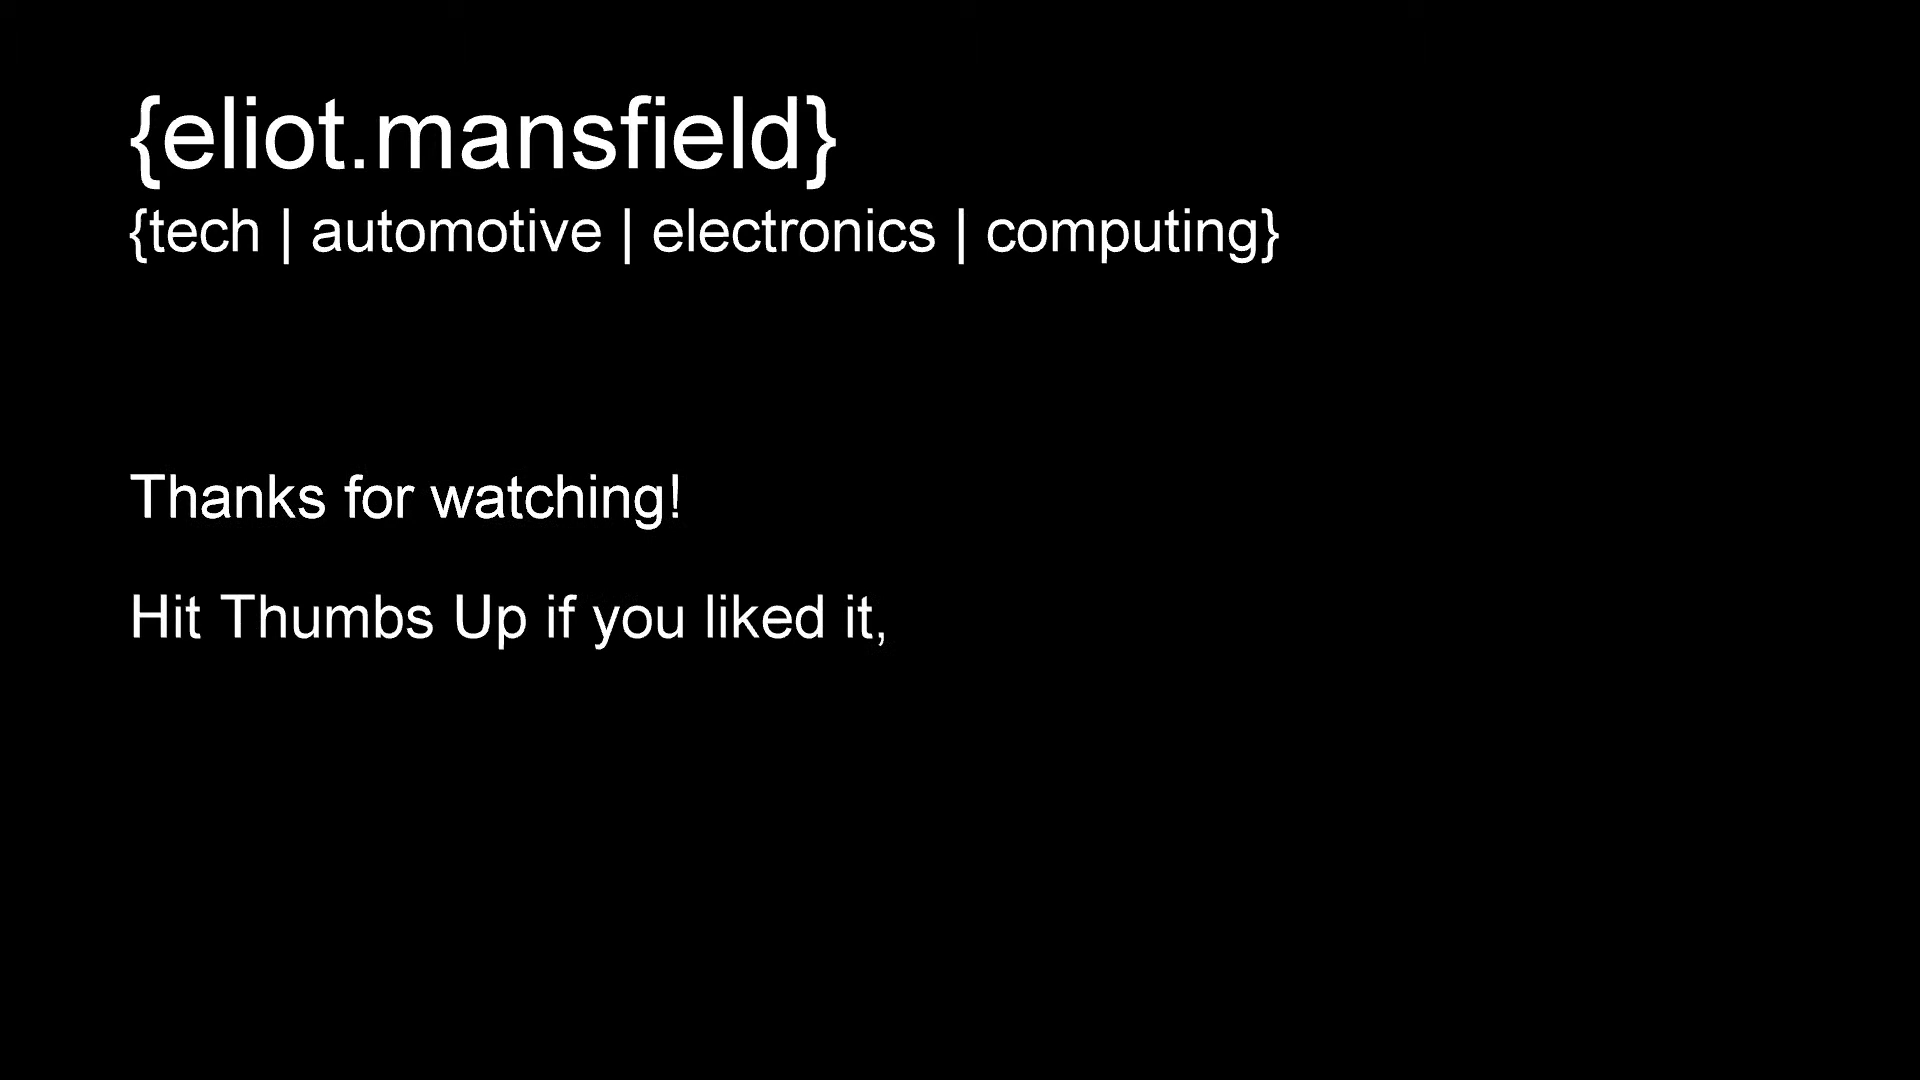 {eliot.mansfield}
{tech | automotive | electronics | computing}
Thanks for watching!
Hit Thumbs Up if you liked it,